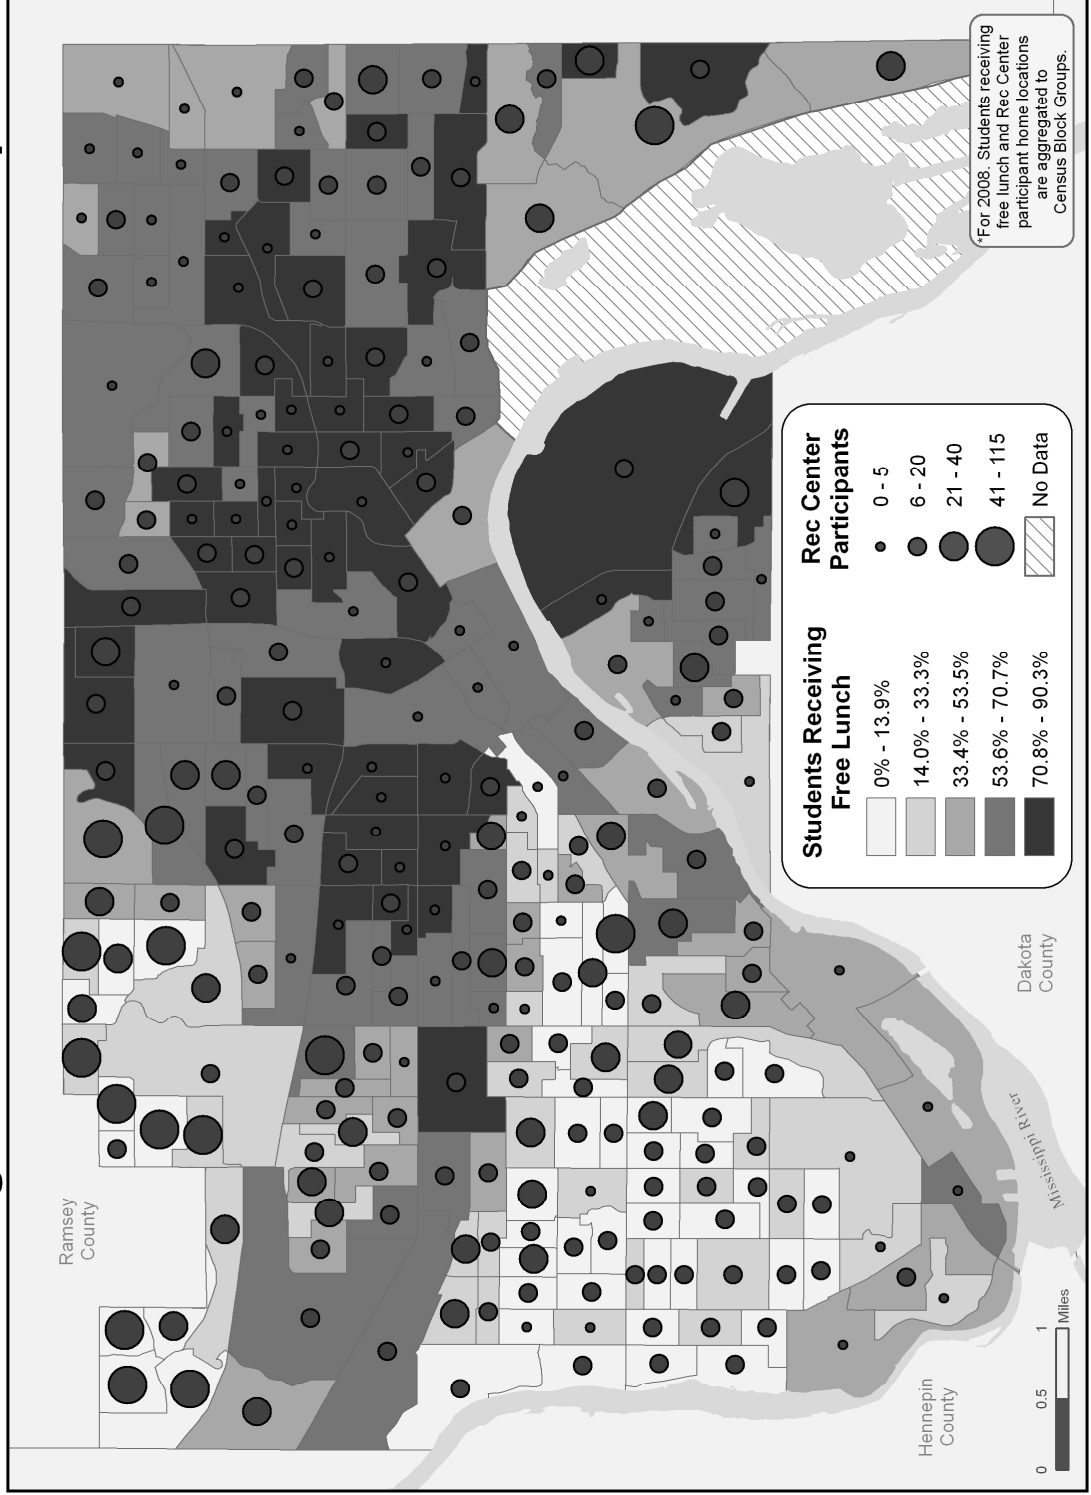 Ramsey
County
*For 2008. Students receiving
free lunch and Rec Center
participant home locations
are aggregated to
Census Block Groups.
Students Receiving
Free Lunch
0% - 13.9%
14.0% - 33.3%
33.4% - 53.5%
53.6% - 70.7%
70.8% - 90.3%
Rec Center
Participants
0 - 5
6 - 20
21 - 40
41 - 115
No Data
Dakota
County
Mississippi River
Hennepin
County
0 0.5 1
Miles